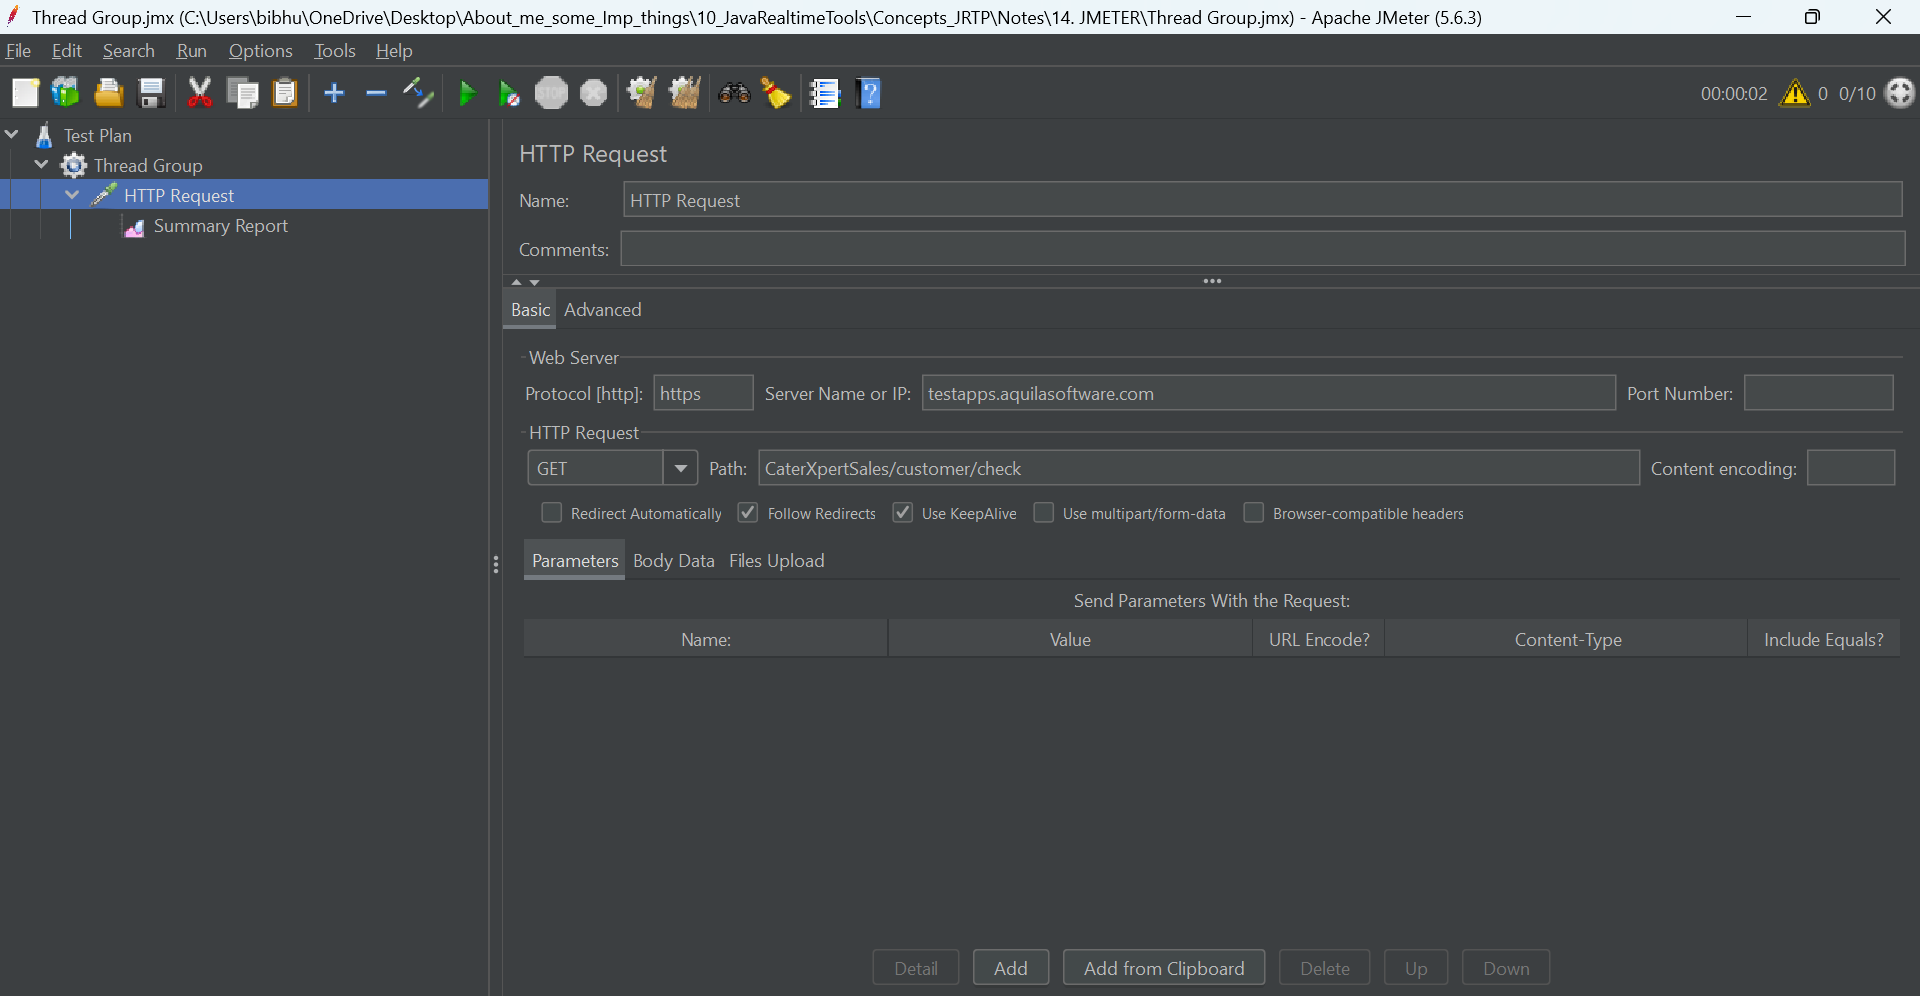 Thread Group.jmx (C:\Users\bibhu\OneDrive\Desktop\About_me_some_Imp_things\10_JavaRealtimeTools\Concepts_JRTP\Notes\14. JMETER\Thread Group.jmx) - Apache JMeter (5.6.3)
File Edit Search Run Options Tools Help
STOP 00:00:02 0 0/10
Test Plan
Thread Group
HTTP Request
Summary Report
HTTP Request
Name: HTTP Request
Comments:
Basic Advanced
Web Server
Protocol [http]: https Server Name or IP: testapps.aquilasoftware.com Port Number:
HTTP Request
GET Path: CaterXpertSales/customer/check Content encoding:
Redirect Automatically Follow Redirects Use KeepAlive Use multipart/form-data Browser-compatible headers
Parameters Body Data Files Upload
Send Parameters With the Request:
Name: Value URL Encode? Content-Type Include Equals?
Detail Add Add from Clipboard Delete Up Down